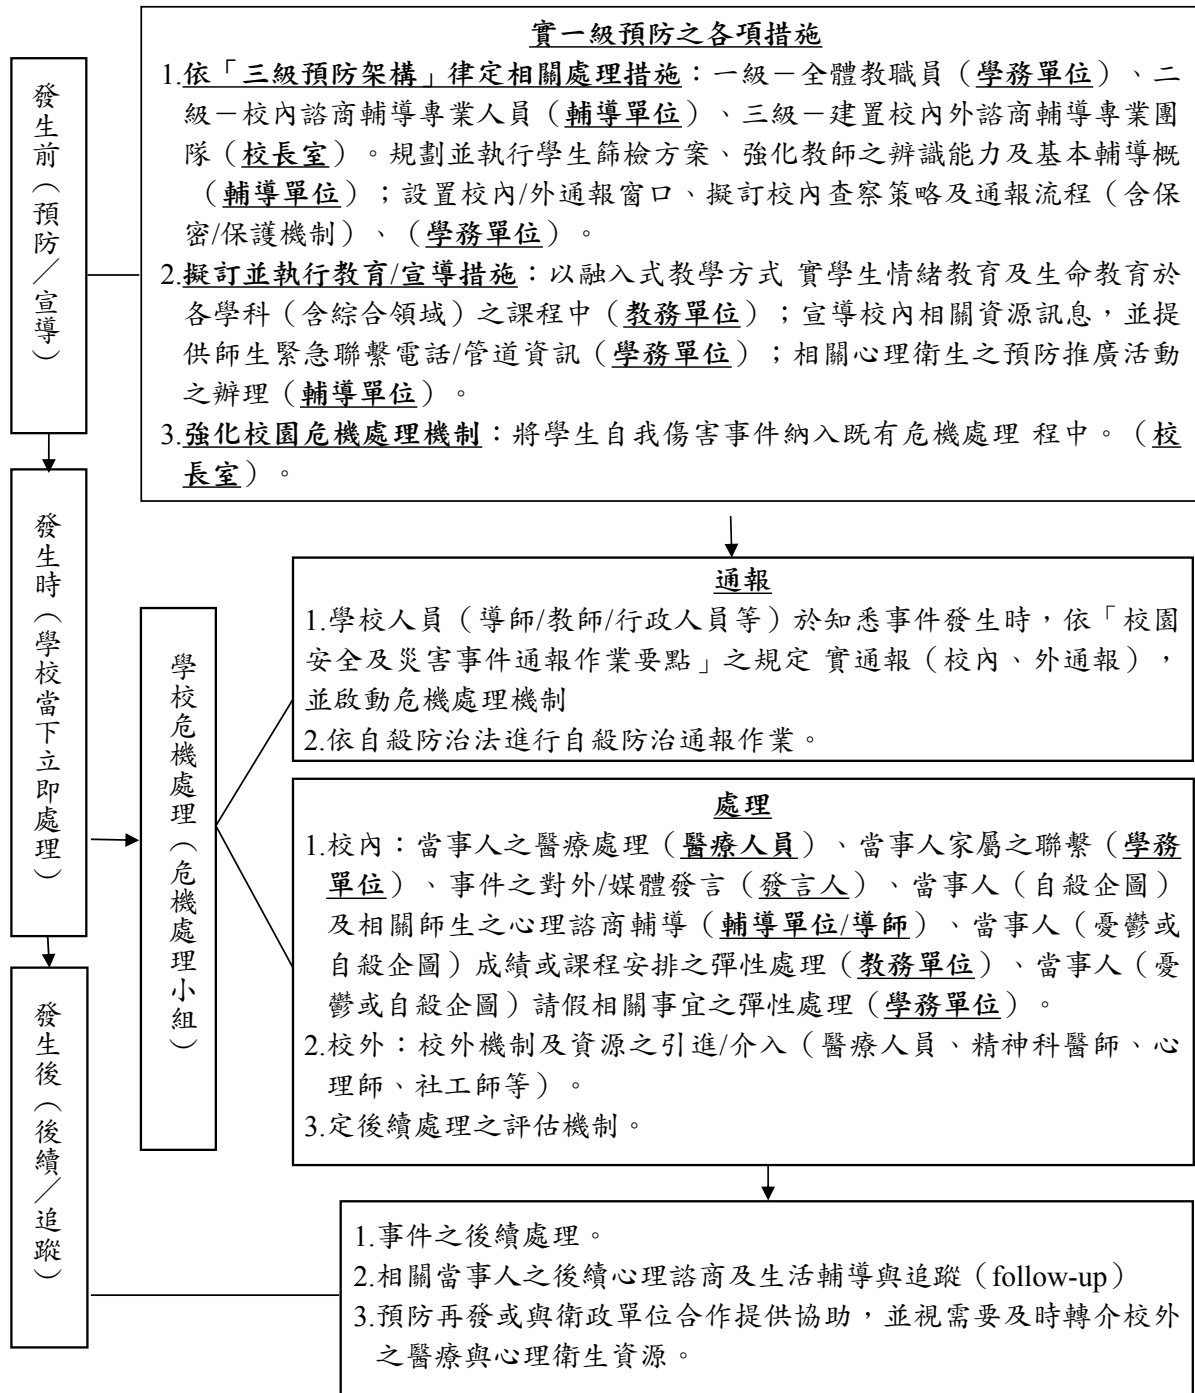 發生前（預防／宣導）
實一級預防之各項措施
1.依「三級預防架構」律定相關處理措施：一級－全體教職員（學務單位）、二
級－校內諮商輔導專業人員（輔導單位）、三級－建置校內外諮商輔導專業團
隊（校長室）。規劃並執行學生篩檢方案、強化教師之辨識能力及基本輔導概
（輔導單位）；設置校內/外通報窗口、擬訂校內查察策略及通報流程（含保
密/保護機制）、（學務單位）。
2.擬訂並執行教育/宣導措施：以融入式教學方式 實學生情緒教育及生命教育於
各學科（含綜合領域）之課程中（教務單位）；宣導校內相關資源訊息，並提
供師生緊急聯繫電話/管道資訊（學務單位）；相關心理衛生之預防推廣活動
之辦理（輔導單位）。
3.強化校園危機處理機制：將學生自我傷害事件納入既有危機處理 程中。（校
長室）。
發生時（學校當下立即處理）
學校危機處理（危機處理小組）
通報
1.學校人員（導師/教師/行政人員等）於知悉事件發生時，依「校園
安全及災害事件通報作業要點」之規定 實通報（校內、外通報），
並啟動危機處理機制
2.依自殺防治法進行自殺防治通報作業。
處理
1.校內：當事人之醫療處理（醫療人員）、當事人家屬之聯繫（學務
單位）、事件之對外/媒體發言（發言人）、當事人（自殺企圖）
及相關師生之心理諮商輔導（輔導單位/導師）、當事人（憂鬱或
自殺企圖）成績或課程安排之彈性處理（教務單位）、當事人（憂
鬱或自殺企圖）請假相關事宜之彈性處理（學務單位）。
2.校外：校外機制及資源之引進/介入（醫療人員、精神科醫師、心
理師、社工師等）。
3.定後續處理之評估機制。
發生後（後續／追蹤）
1.事件之後續處理。
2.相關當事人之後續心理諮商及生活輔導與追蹤（follow-up）
3.預防再發或與衛政單位合作提供協助，並視需要及時轉介校外
之醫療與心理衛生資源。